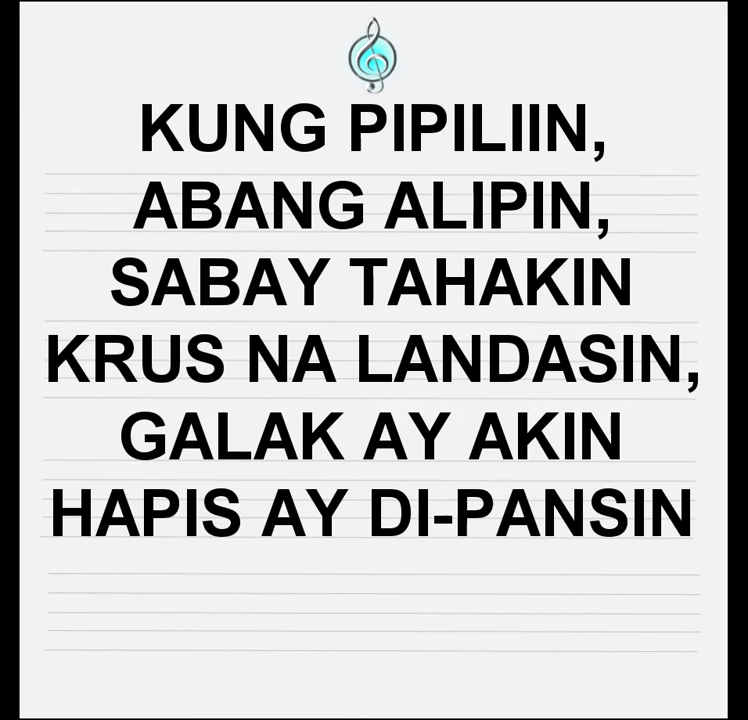 KUNG PIPILIIN,
ABANG ALIPIN,
SABAY TAHAKIN
KRUS NA LANDASIN,
GALAK AY AKIN
HAPIS AY DI-PANSIN